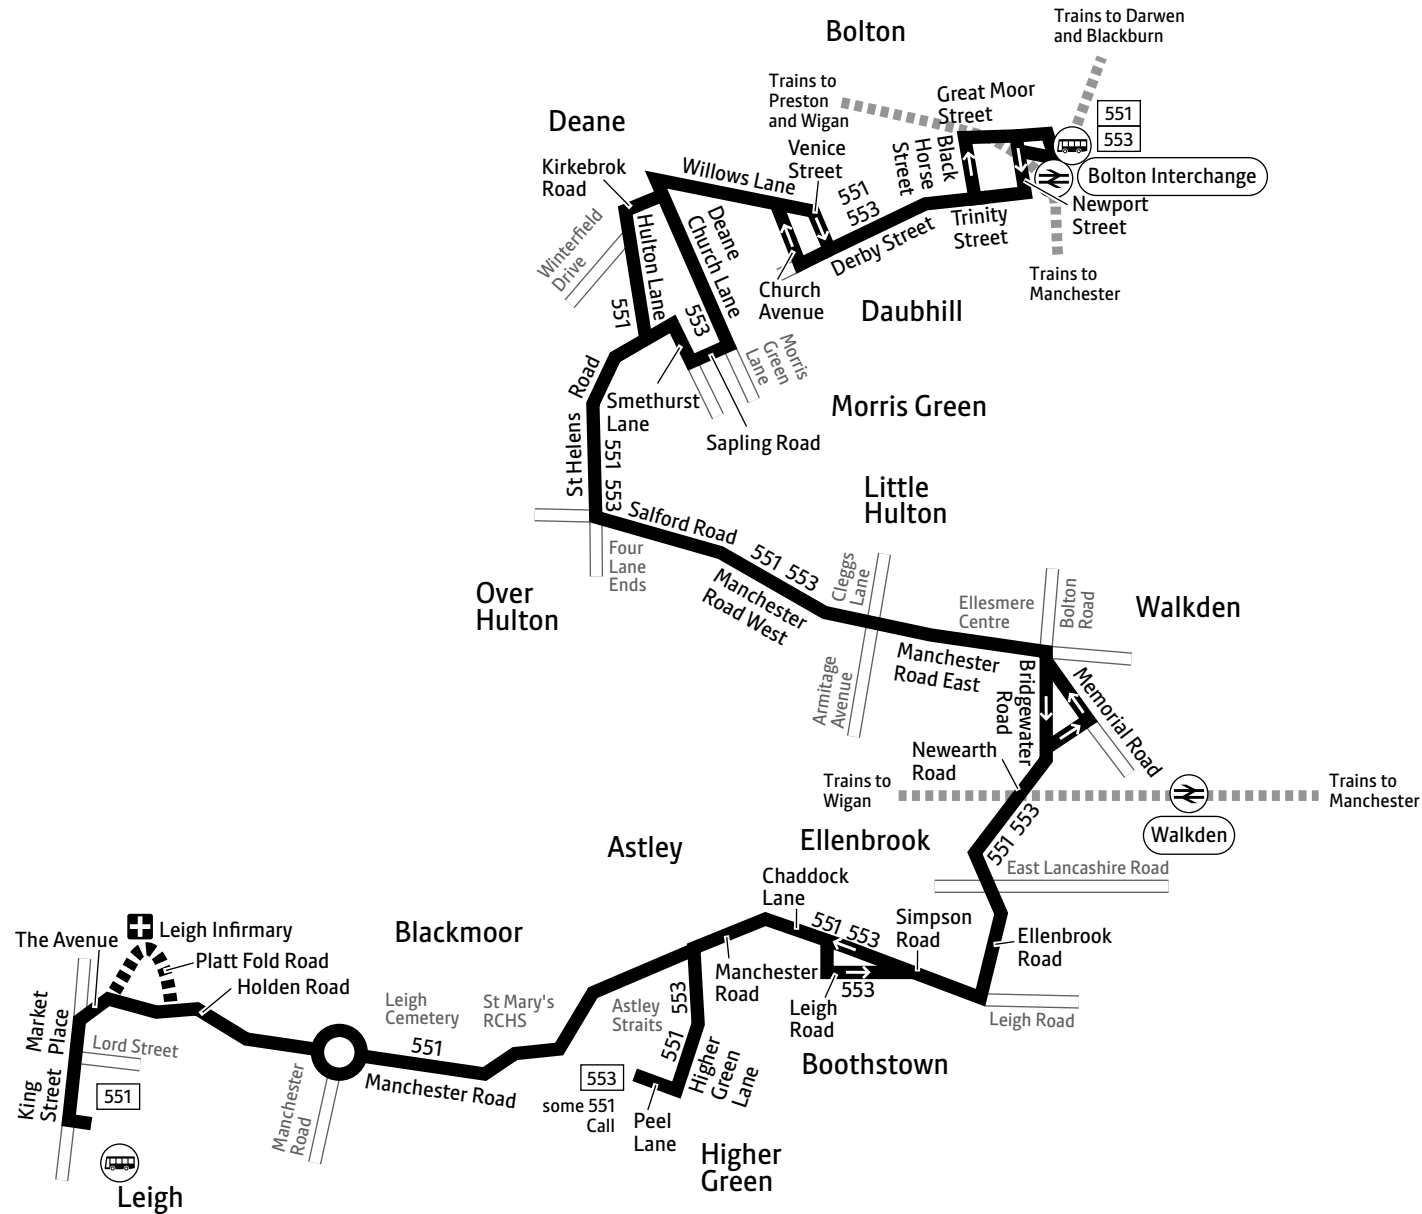 Bolton
Trains to Darwen
and Blackburn
Trains to
Preston
and Wigan
Great Moor
Street
551
553
Deane
Venice
Street
Black
Horse
Street
Bolton Interchange
Kirkebrok
Road
Willows Lane
551
553
Newport
Street
Trinity
Street
Derby Street
Winterfield
Drive
Hulton Lane
Deane
Church Lane
Church
Avenue
Trains to
Manchester
Daubhill
551
553
Morris
Green
Lane
St Helens Road
Smethurst
Lane
Sapling Road
Morris Green
551 553
Little
Hulton
Salford Road
Four
Lane
Ends
551 553
Manchester
Road West
Cleggs
Lane
Over
Hulton
Ellesmere
Centre
Bolton
Road
Walkden
Manchester
Road East
Armitage
Avenue
Bridgewater
Road
Memorial Road
Newearth
Road
Trains to
Wigan
Trains to
Manchester
Walkden
551 553
Astley
Ellenbrook
East Lancashire Road
Chaddock
Lane
551 553
Simpson
Road
Ellenbrook
Road
The Avenue
Leigh Infirmary
Platt Fold Road
Holden Road
Blackmoor
Manchester
Road
553
Leigh
Road
Leigh Road
Boothstown
Market
Place
Leigh
Cemetery
St Mary's
RCHS
Astley
Straits
551 553
Lord Street
551
Manchester Road
Higher
Green
Lane
King
Street
551
Manchester
Road
553
some 551
Call
Peel
Lane
Higher
Green
Leigh